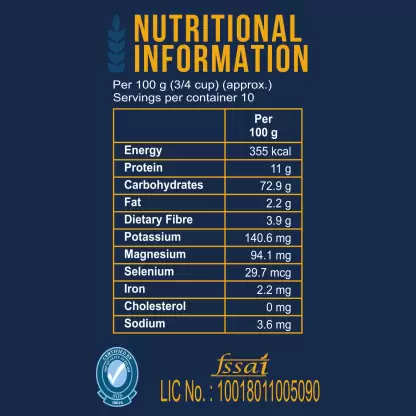 NUTRITIONAL
INFORMATION
Per 100 g (3/4 cup) (approx.)
Servings per container 10
Per
100 g
Energy 355 kcal
Protein 11 g
Carbohydrates 72.9 g
Fat 2.2 g
Dietary Fibre 3.9 g
Potassium 140.6 mg
Magnesium 94.1 mg
Selenium 29.7 mcg
Iron 2.2 mg
Cholesterol 0 mg
Sodium 3.6 mg
fssai
LIC No. : 10018011005090